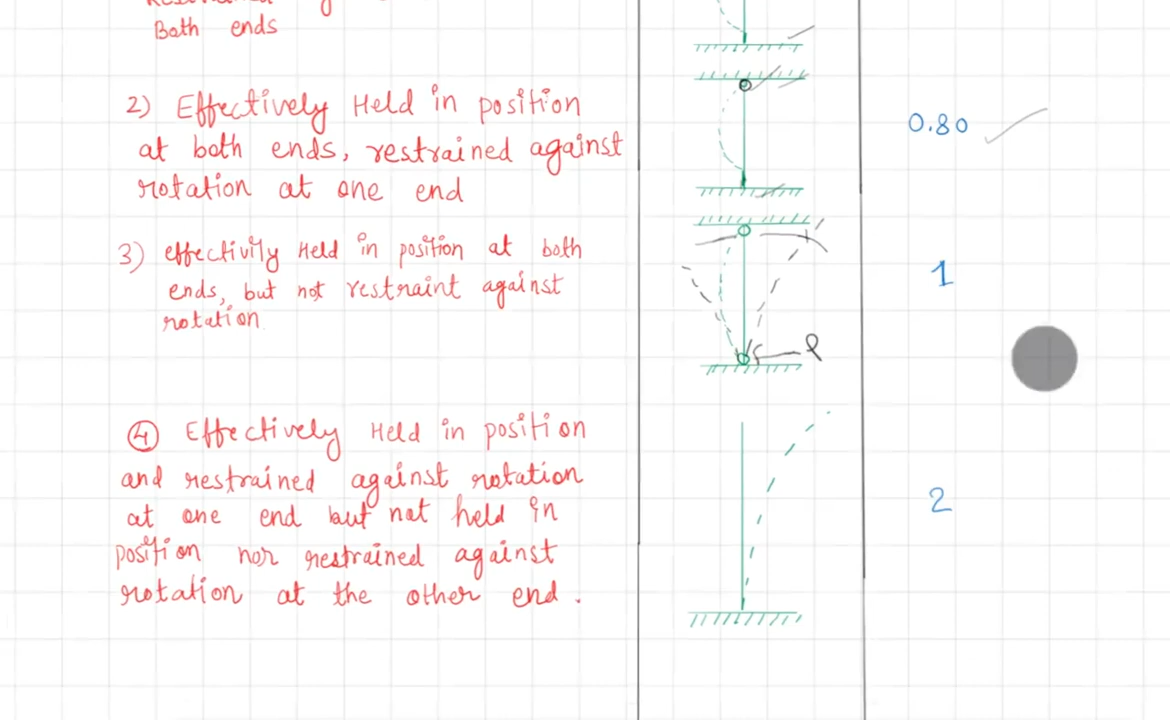 Both ends
2) Effectively Held in position
at both ends, restrained against
rotation at one end
0.80
3) effectivily Held in position at both
ends, but not restraint against
rotation
1
P
④ Effectively Held in position
and restrained against rotation
at one end but not held in
position nor restrained against
rotation at the other end.
2